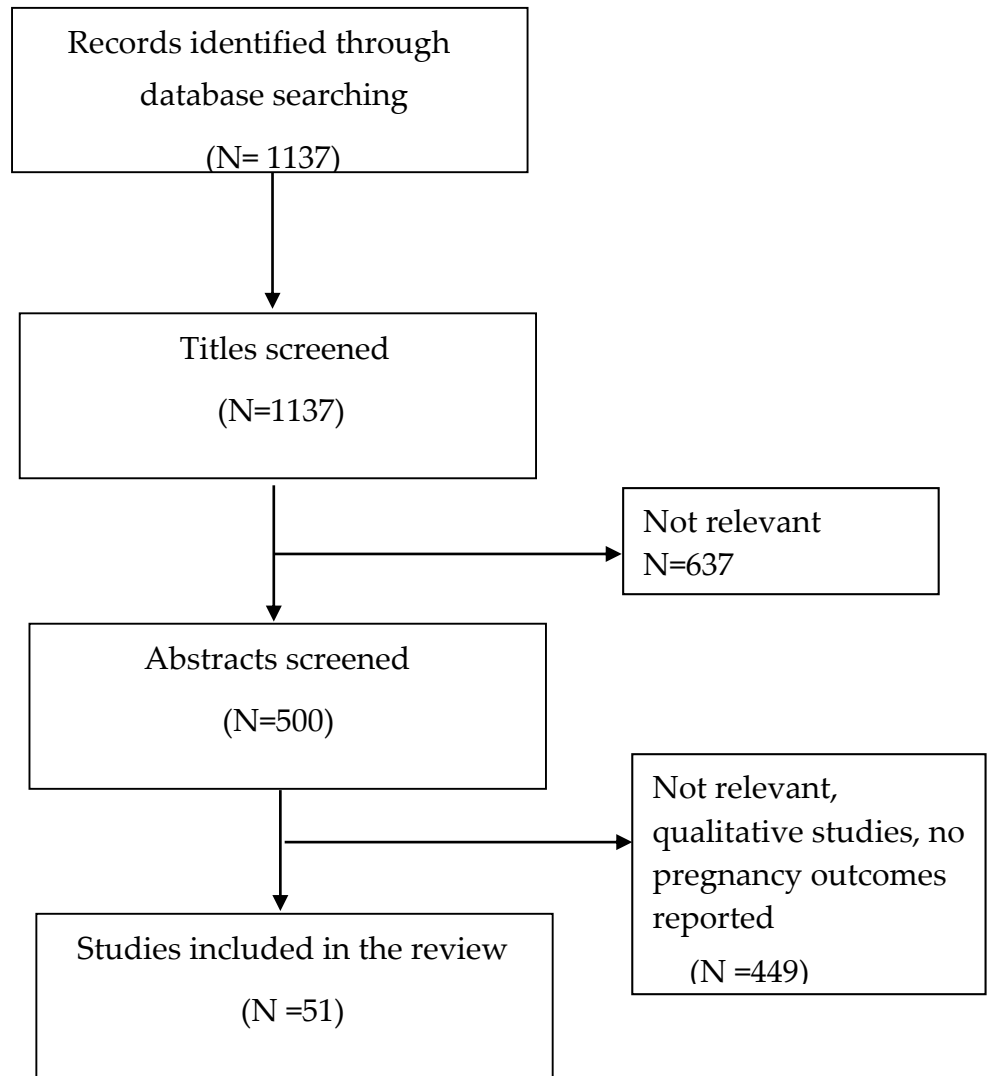 Records identified through
database searching
(N= 1137)
Titles screened
(N=1137)
Not relevant
N=637
Abstracts screened
(N=500)
Not relevant,
qualitative studies, no
pregnancy outcomes
reported
(N =449)
Studies included in the review
(N =51)